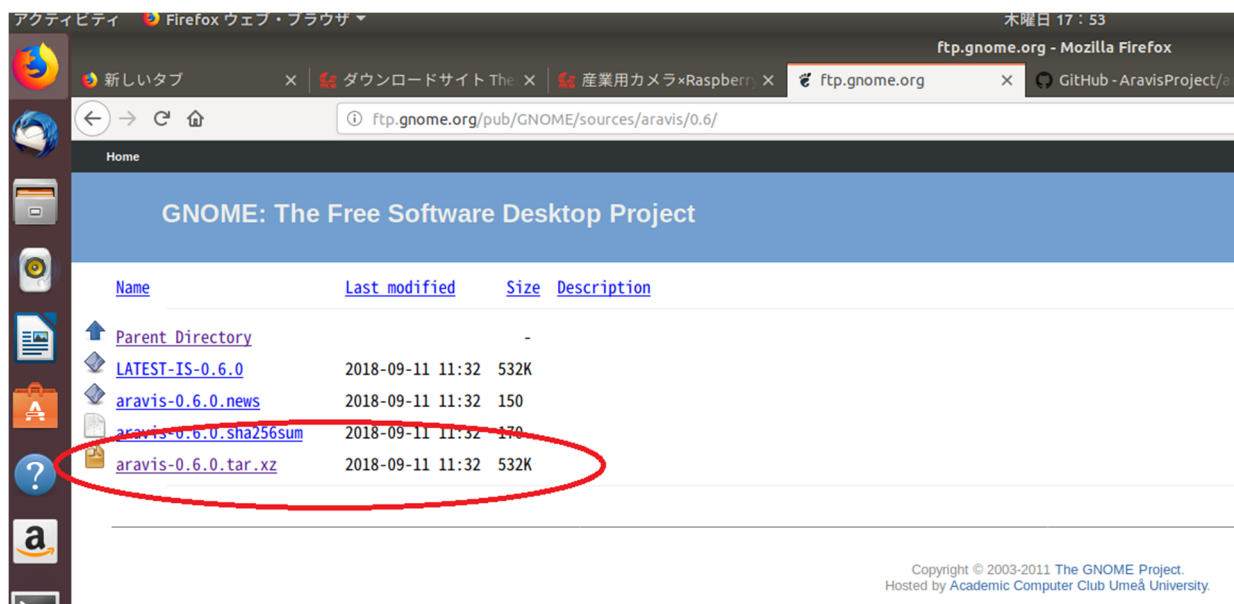 アクティビティ Firefox ウェブ・ブラウザ 木曜日 17：53
ftp.gnome.org - Mozilla Firefox
新しいタブ ダウンロードサイト The 産業用カメラ×Raspberry ftp.gnome.org GitHub - AravisProject/a
ftp.gnome.org/pub/GNOME/sources/aravis/0.6/
Home
GNOME: The Free Software Desktop Project
Name Last modified Size Description
Parent Directory -
LATEST-IS-0.6.0 2018-09-11 11:32 532K
aravis-0.6.0.news 2018-09-11 11:32 150
aravis-0.6.0.sha256sum 2018-09-11 11:32 170
aravis-0.6.0.tar.xz 2018-09-11 11:32 532K
Copyright © 2003-2011 The GNOME Project.
Hosted by Academic Computer Club Umeå University.